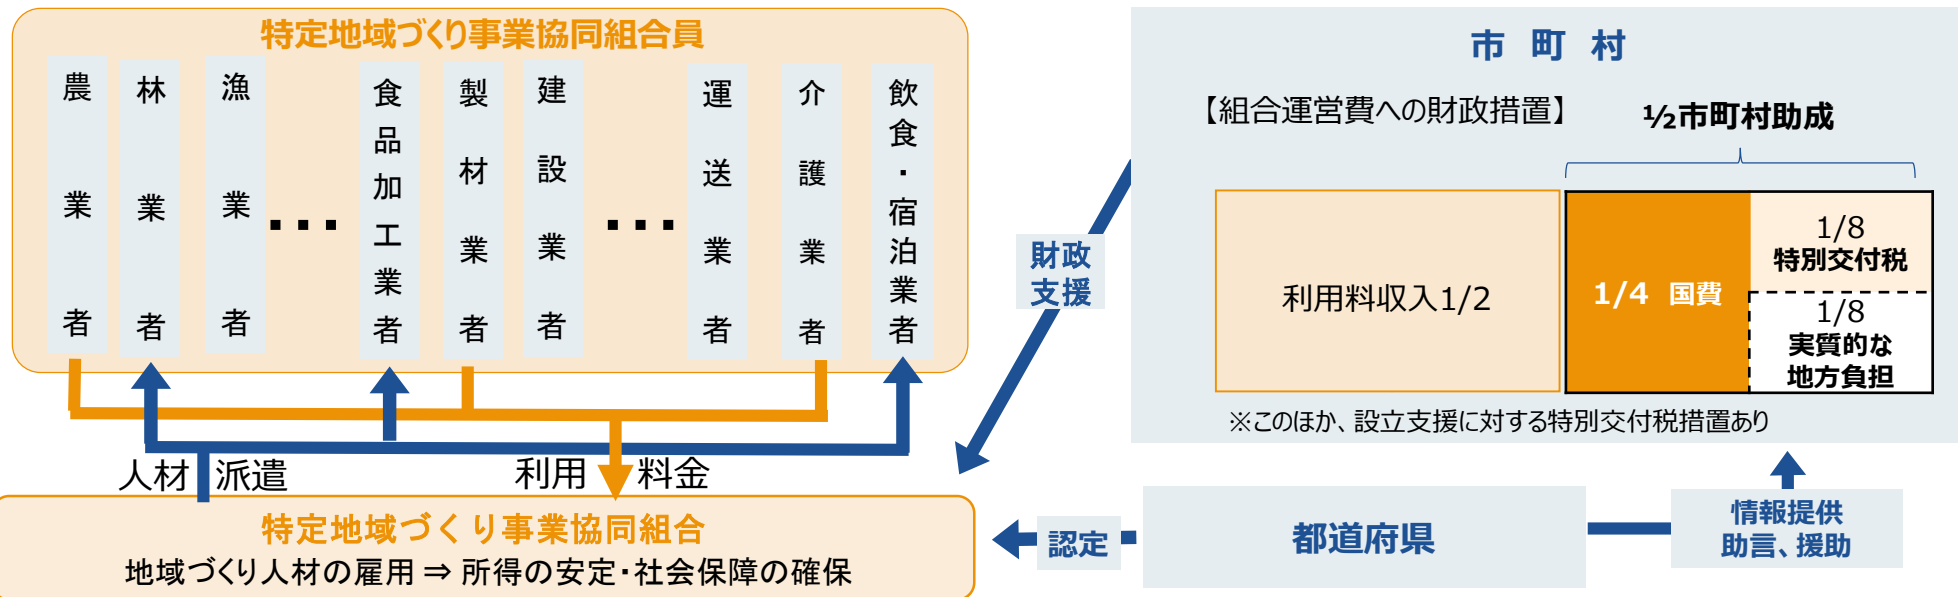 特定地域づくり事業協同組合員
農業者
林業者
漁業者
・・・
食品加工業者
製材業者
建設業者
・・・
運送業者
介護業者
飲食・宿泊業者
人材 派遣
利用 料金
特定地域づくり事業協同組合
地域づくり人材の雇用 ⇒ 所得の安定・社会保障の確保
財政
支援
市 町 村
【組合運営費への財政措置】
½市町村助成
利用料収入1/2
1/4 国費
1/8
特別交付税
1/8
実質的な
地方負担
※このほか、設立支援に対する特別交付税措置あり
認定
都道府県
情報提供
助言、援助